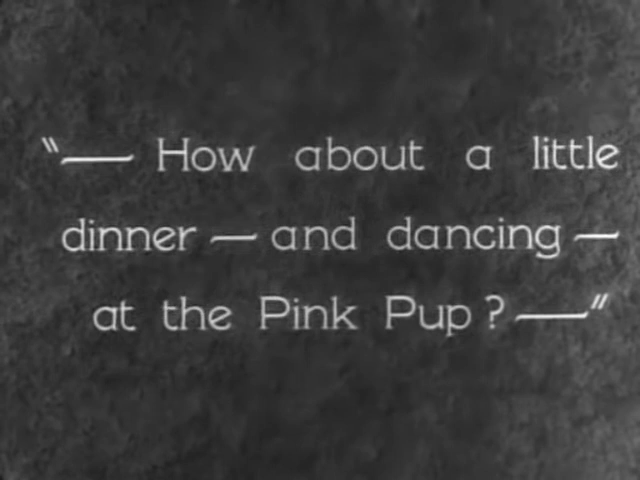 "— How about a little
dinner — and dancing —
at the Pink Pup? —"